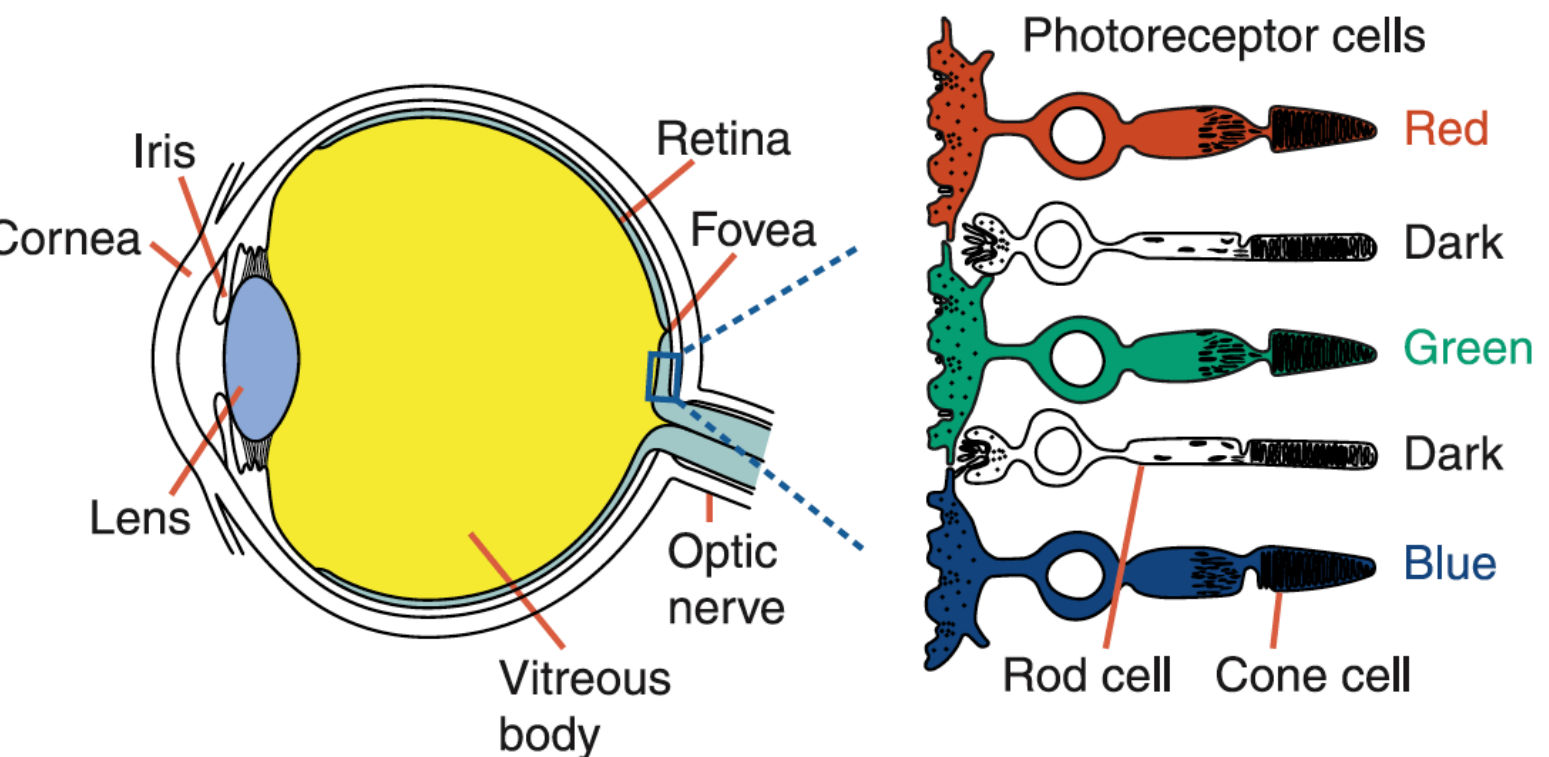 Photoreceptor cells
Iris
Retina
Red
Cornea
Fovea
Dark
Green
Dark
Lens
Optic
nerve
Blue
Vitreous
body
Rod cell
Cone cell